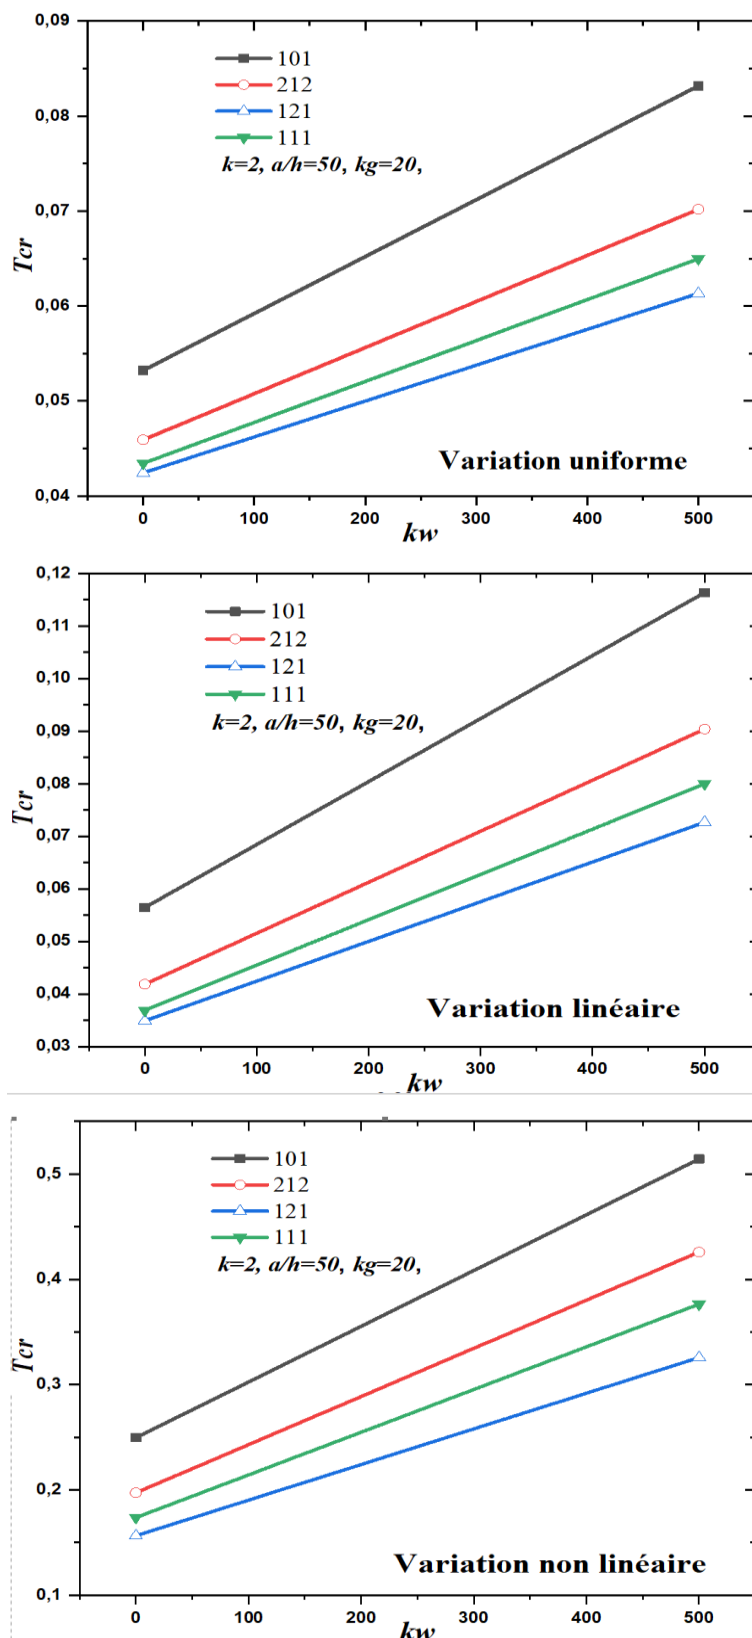 0,09
101
212
0,08
121
111
k=2, a/h=50, kg=20,
0,07
Tcr
0,06
0,05
Variation uniforme
0,04
0 100 200 300 400 500
kw
0,12
101
0,11
212
121
0,10
111
k=2, a/h=50, kg=20,
0,09
0,08
Tcr
0,07
0,06
0,05
0,04
Variation linéaire
0,03
0 100 200 300 400 500
kw
101
0,5
212
121
111
k=2, a/h=50, kg=20,
0,4
Tcr
0,3
0,2
Variation non linéaire
0,1
0 100 200 300 400 500
kw